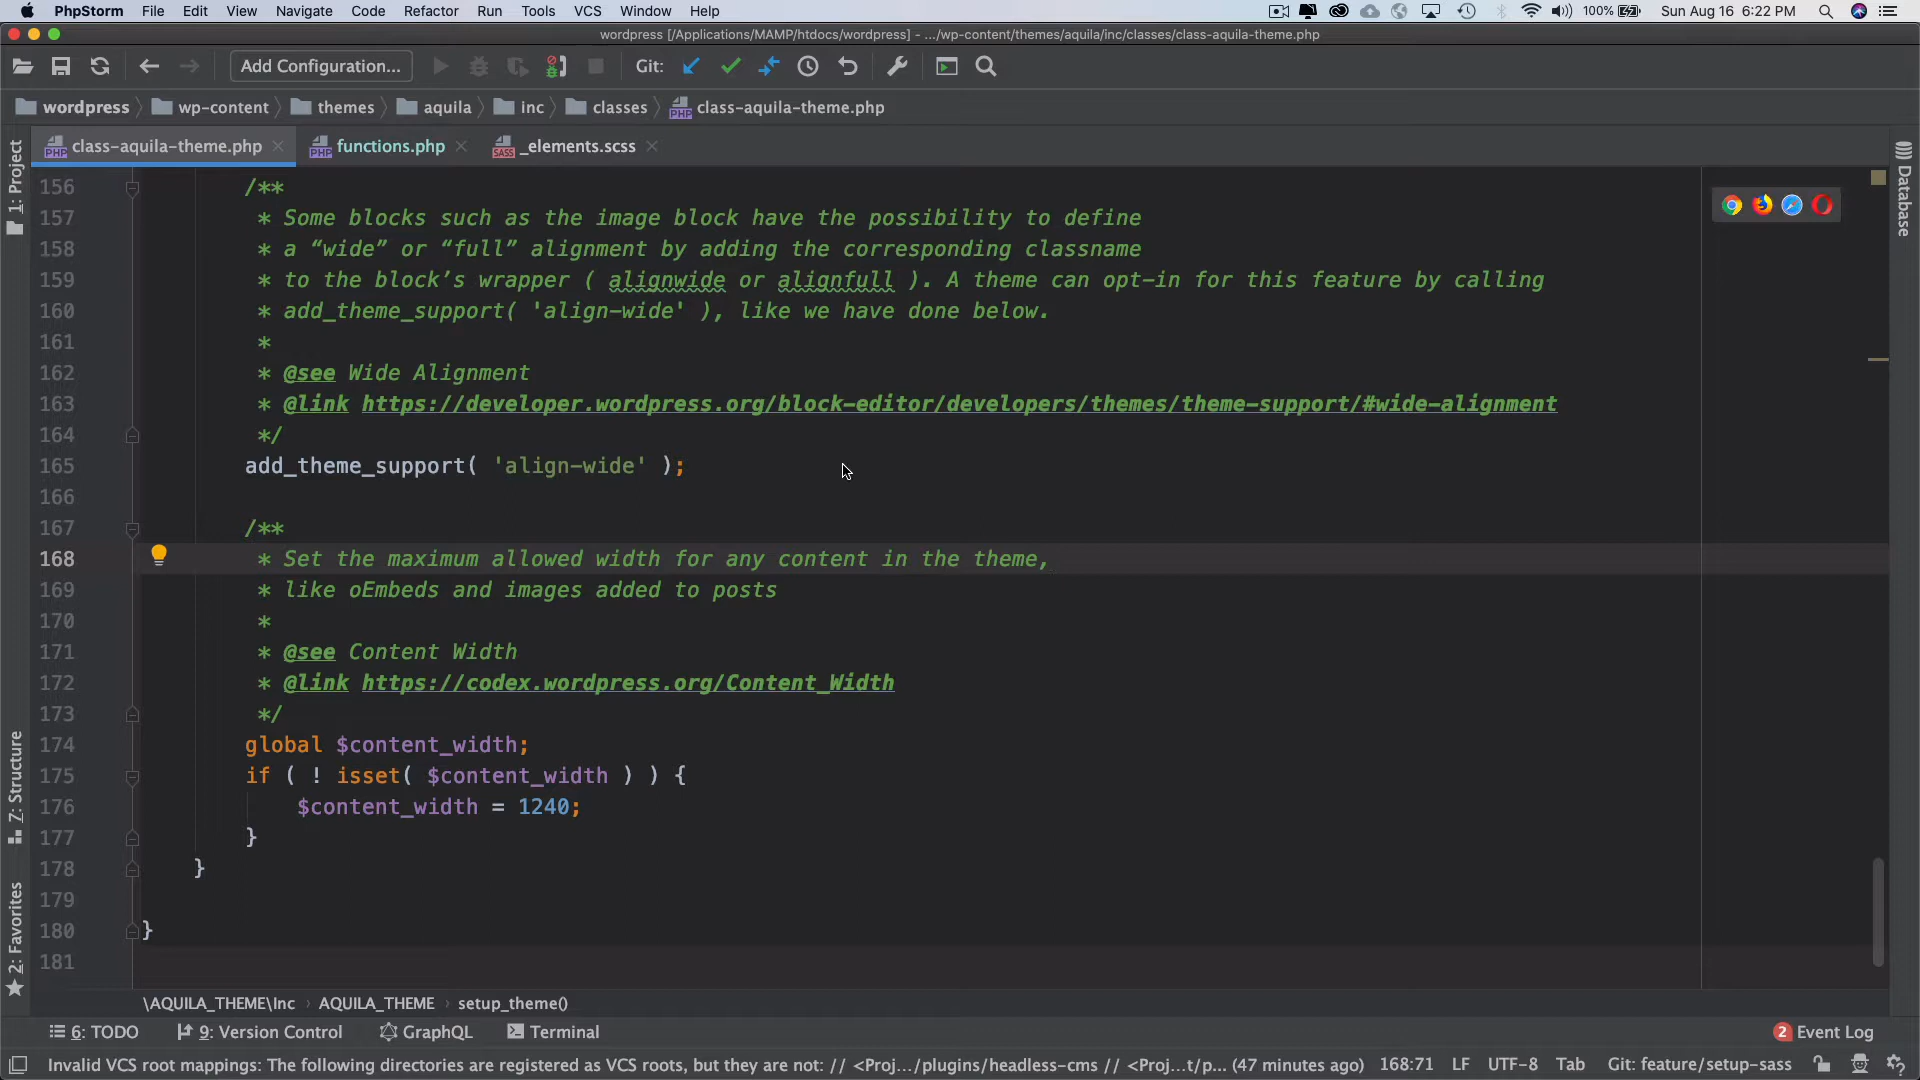 PhpStorm File Edit View Navigate Code Refactor Run Tools VCS Window Help 100% Sun Aug 16 6:22 PM
wordpress [/Applications/MAMP/htdocs/wordpress] - .../wp-content/themes/aquila/inc/classes/class-aquila-theme.php
Add Configuration... Git:
wordpress wp-content themes aquila inc classes class-aquila-theme.php
class-aquila-theme.php functions.php _elements.scss
1: Project
Database
156 /**
157 * Some blocks such as the image block have the possibility to define
158 * a “wide” or “full” alignment by adding the corresponding classname
159 * to the block’s wrapper ( alignwide or alignfull ). A theme can opt-in for this feature by calling
160 * add_theme_support( 'align-wide' ), like we have done below.
161 *
162 * @see Wide Alignment
163 * @link https://developer.wordpress.org/block-editor/developers/themes/theme-support/#wide-alignment
164 */
165 add_theme_support( 'align-wide' );
166
167 /**
168 * Set the maximum allowed width for any content in the theme,
169 * like oEmbeds and images added to posts
170 *
171 * @see Content Width
172 * @link https://codex.wordpress.org/Content_Width
173 */
174 global $content_width;
175 if ( ! isset( $content_width ) ) {
176 $content_width = 1240;
177 }
178 }
179
180 }
181
Z: Structure
2: Favorites
\AQUILA_THEME\Inc AQUILA_THEME setup_theme()
6: TODO 9: Version Control GraphQL Terminal 2 Event Log
Invalid VCS root mappings: The following directories are registered as VCS roots, but they are not: // <Proj.../plugins/headless-cms // <Proj...t/p... (47 minutes ago) 168:71 LF UTF-8 Tab Git: feature/setup-sass